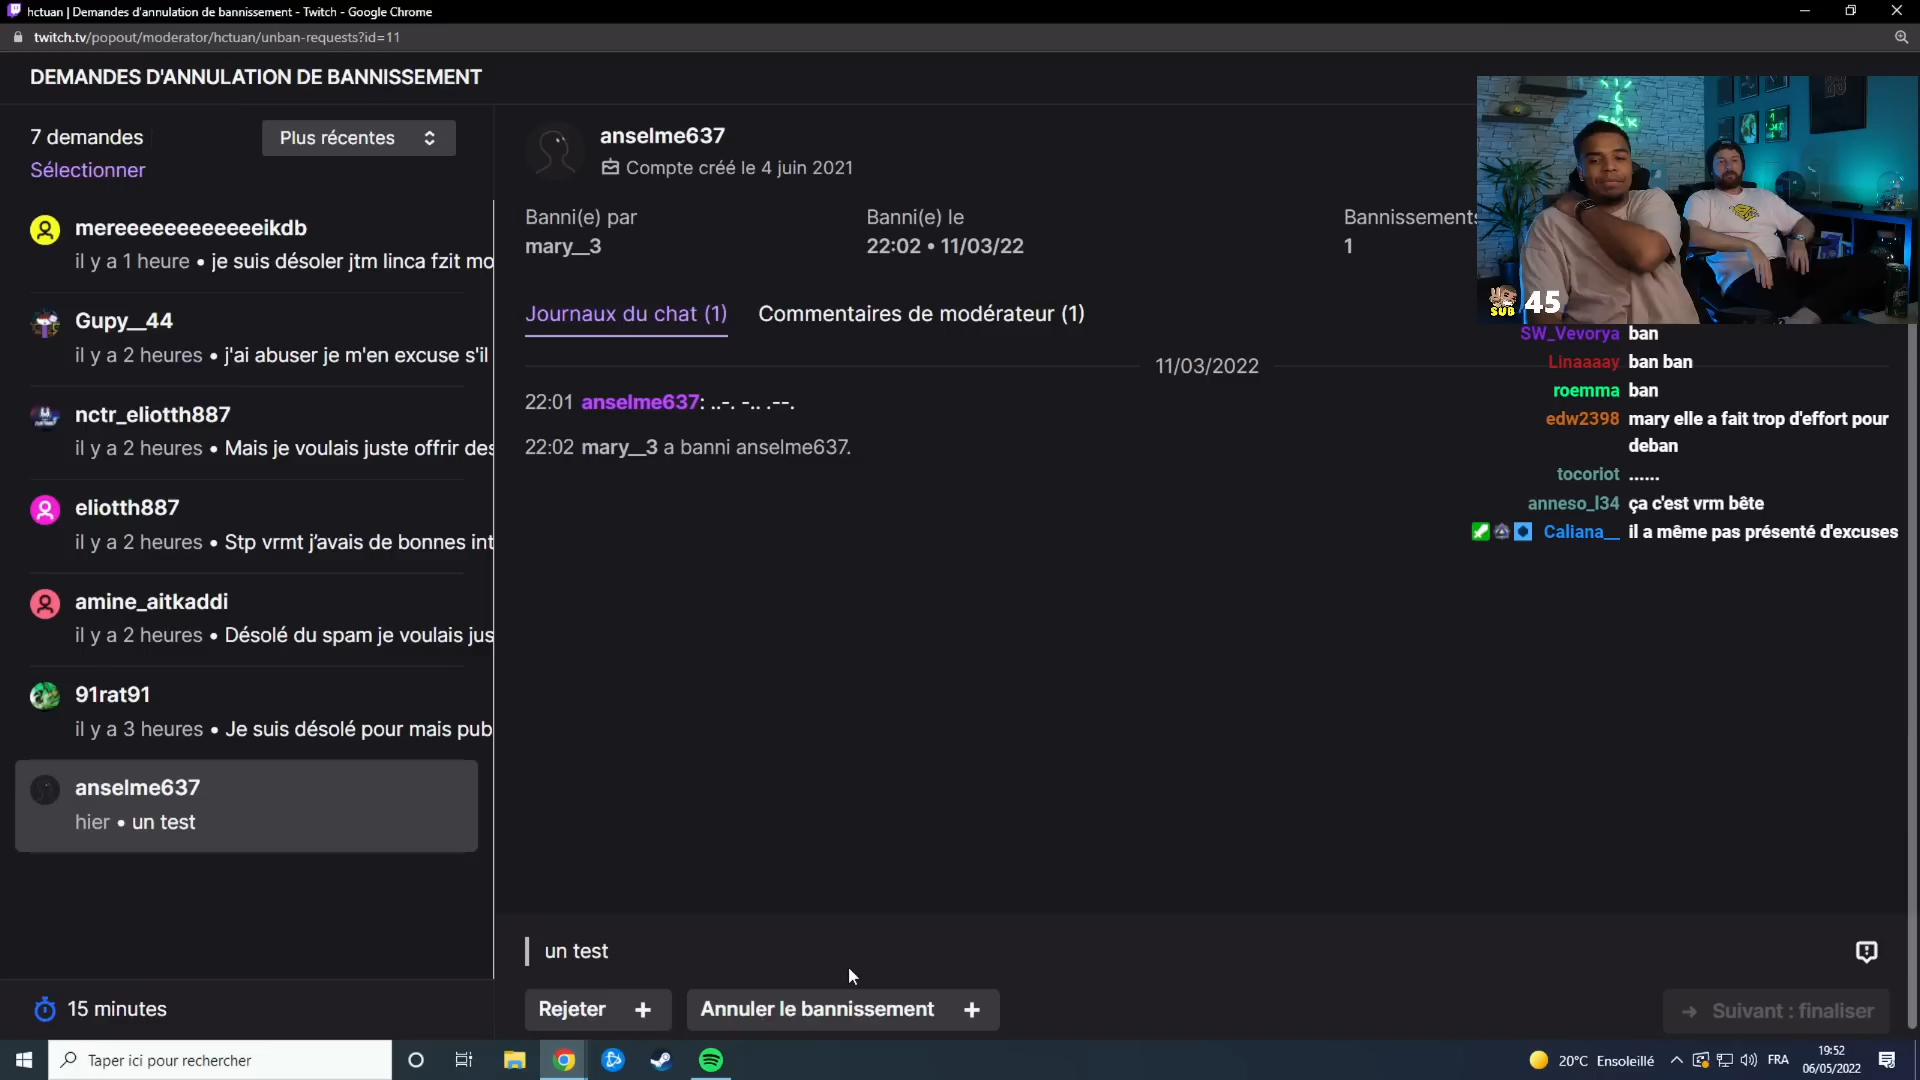 hctuan | Demandes d'annulation de bannissement - Twitch - Google Chrome
twitch.tv/popout/moderator/hctuan/unban-requests?id=11
DEMANDES D'ANNULATION DE BANNISSEMENT
7 demandes
Plus récentes
Sélectionner
mereeeeeeeeeeeeikdb
il y a 1 heure • je suis désoler jtm linca fzit mo
Gupy__44
il y a 2 heures • j'ai abuser je m'en excuse s'il
nctr_eliotth887
il y a 2 heures • Mais je voulais juste offrir des
eliotth887
il y a 2 heures • Stp vrmt j'avais de bonnes int
amine_aitkaddi
il y a 2 heures • Désolé du spam je voulais jus
91rat91
il y a 3 heures • Je suis désolé pour mais pub
anselme637
hier • un test
15 minutes
anselme637
Compte créé le 4 juin 2021
Banni(e) par
mary__3
Banni(e) le
22:02 • 11/03/22
Bannissements
1
Journaux du chat (1)
Commentaires de modérateur (1)
11/03/2022
22:01 anselme637: ..-. -.. .--.
22:02 mary__3 a banni anselme637.
SUB 45
SW_Vevorya ban
Linaaaay ban ban
roemma ban
edw2398 mary elle a fait trop d'effort pour
deban
tocoriot ......
anneso_l34 ça c'est vrm bête
Caliana__ il a même pas présenté d'excuses
un test
Rejeter +
Annuler le bannissement +
Suivant : finaliser
Taper ici pour rechercher
20°C Ensoleillé
FRA
19:52
06/05/2022